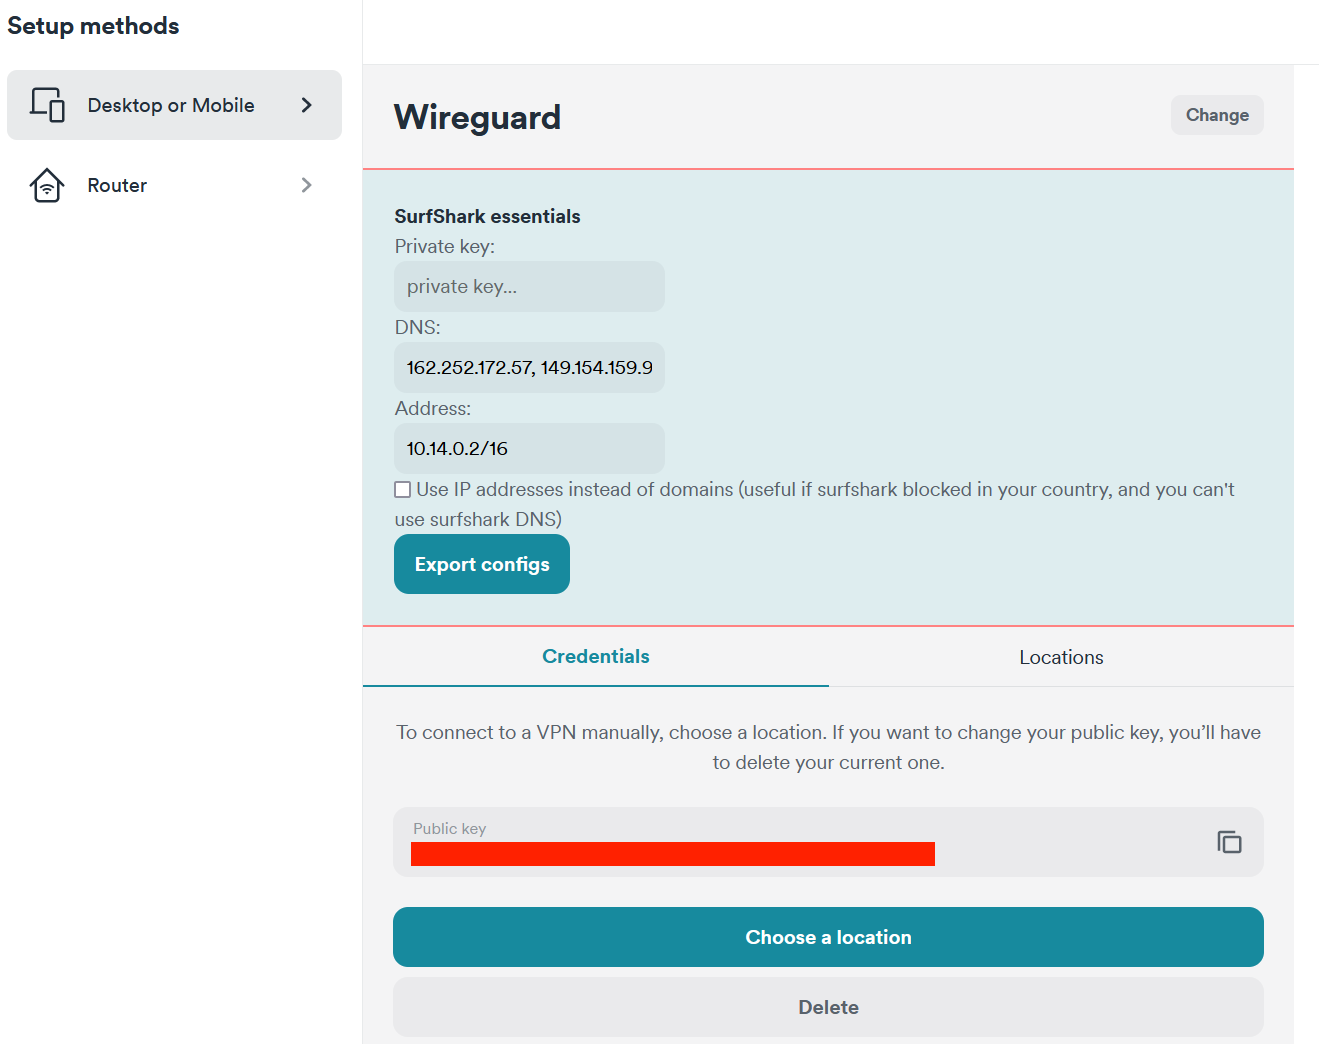 Setup methods
Desktop or Mobile
Router
Wireguard
Change
SurfShark essentials
Private key:
private key...
DNS:
162.252.172.57, 149.154.159.9
Address:
10.14.0.2/16
Use IP addresses instead of domains (useful if surfshark blocked in your country, and you can't
use surfshark DNS)
Export configs
Credentials
Locations
To connect to a VPN manually, choose a location. If you want to change your public key, you’ll have
to delete your current one.
Public key
Choose a location
Delete